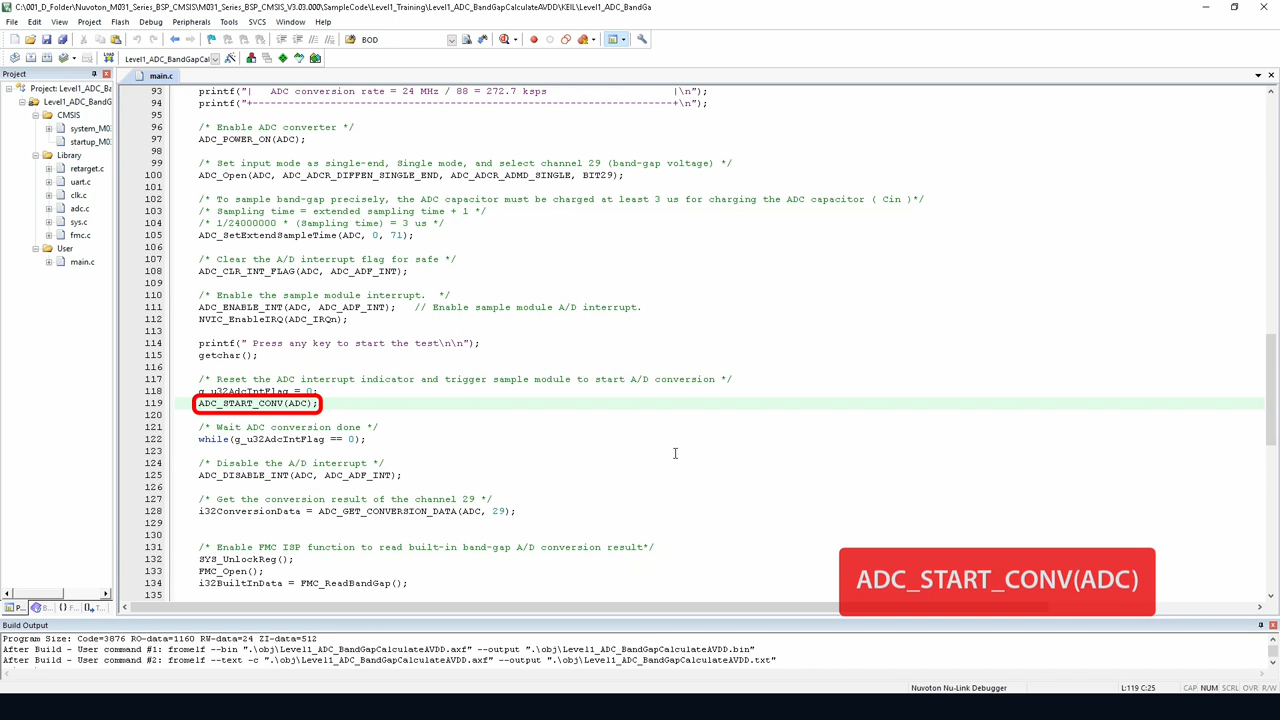 C:\001_D_Folder\Nuvoton_M031_Series_BSP_CMSIS\M031_Series_BSP_CMSIS_V3.03.000\SampleCode\Level1_Training\Level1_ADC_BandGapCalculateAVDD\KEIL\Level1_ADC_BandGa
File Edit View Project Flash Debug Peripherals Tools SVCS Window Help
BOD
Level1_ADC_BandGapCal
Project
main.c
Project: Level1_ADC_Ba
Level1_ADC_BandG
CMSIS
system_M0
startup_M0
Library
retarget.c
uart.c
clk.c
adc.c
sys.c
fmc.c
User
main.c
93 printf("| ADC conversion rate = 24 MHz / 88 = 272.7 ksps |\n");
94 printf("+----------------------------------------------------------------------+\n");
95
96 /* Enable ADC converter */
97 ADC_POWER_ON(ADC);
98
99 /* Set input mode as single-end, Single mode, and select channel 29 (band-gap voltage) */
100 ADC_Open(ADC, ADC_ADCR_DIFFEN_SINGLE_END, ADC_ADCR_ADMD_SINGLE, BIT29);
101
102 /* To sample band-gap precisely, the ADC capacitor must be charged at least 3 us for charging the ADC capacitor ( Cin )*/
103 /* Sampling time = extended sampling time + 1 */
104 /* 1/24000000 * (Sampling time) = 3 us */
105 ADC_SetExtendSampleTime(ADC, 0, 71);
106
107 /* Clear the A/D interrupt flag for safe */
108 ADC_CLR_INT_FLAG(ADC, ADC_ADF_INT);
109
110 /* Enable the sample module interrupt. */
111 ADC_ENABLE_INT(ADC, ADC_ADF_INT); // Enable sample module A/D interrupt.
112 NVIC_EnableIRQ(ADC_IRQn);
113
114 printf(" Press any key to start the test\n\n");
115 getchar();
116
117 /* Reset the ADC interrupt indicator and trigger sample module to start A/D conversion */
118 g_u32AdcIntFlag = 0;
119 ADC_START_CONV(ADC);
120
121 /* Wait ADC conversion done */
122 while(g_u32AdcIntFlag == 0);
123
124 /* Disable the A/D interrupt */
125 ADC_DISABLE_INT(ADC, ADC_ADF_INT);
126
127 /* Get the conversion result of the channel 29 */
128 i32ConversionData = ADC_GET_CONVERSION_DATA(ADC, 29);
129
130
131 /* Enable FMC ISP function to read built-in band-gap A/D conversion result*/
132 SYS_UnlockReg();
133 FMC_Open();
134 i32BuiltInData = FMC_ReadBandGap();
135
ADC_START_CONV(ADC)
P... B... {} F... T...
Build Output
Program Size: Code=3876 RO-data=1160 RW-data=24 ZI-data=512
After Build - User command #1: fromelf --bin ".\obj\Level1_ADC_BandGapCalculateAVDD.axf" --output ".\obj\Level1_ADC_BandGapCalculateAVDD.bin"
After Build - User command #2: fromelf --text -c ".\obj\Level1_ADC_BandGapCalculateAVDD.axf" --output ".\obj\Level1_ADC_BandGapCalculateAVDD.txt"
Nuvoton Nu-Link Debugger L:119 C:25 CAP NUM SCRL OVR R/W